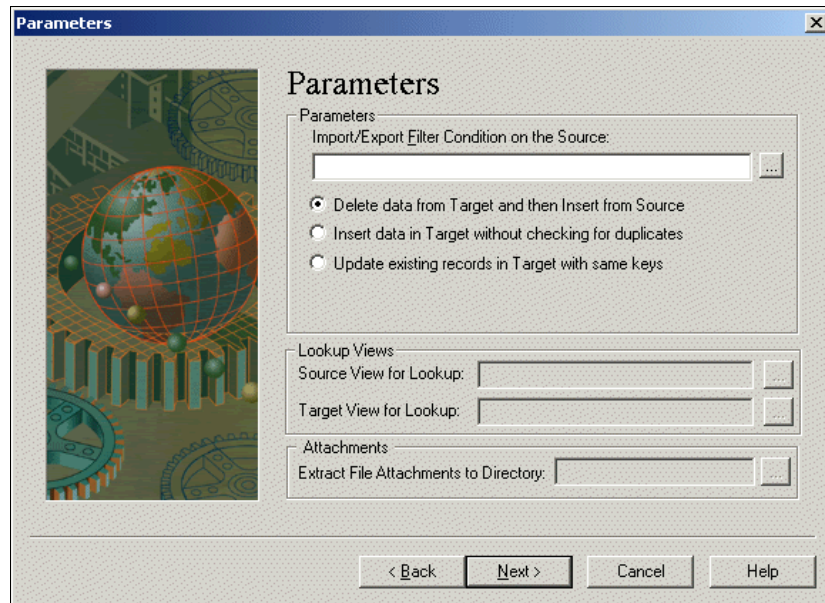 Parameters
Parameters
Parameters
Import/Export Filter Condition on the Source:
...
Delete data from Target and then Insert from Source
Insert data in Target without checking for duplicates
Update existing records in Target with same keys
Lookup Views
Source View for Lookup:
...
Target View for Lookup:
...
Attachments
Extract File Attachments to Directory:
...
< Back Next > Cancel Help